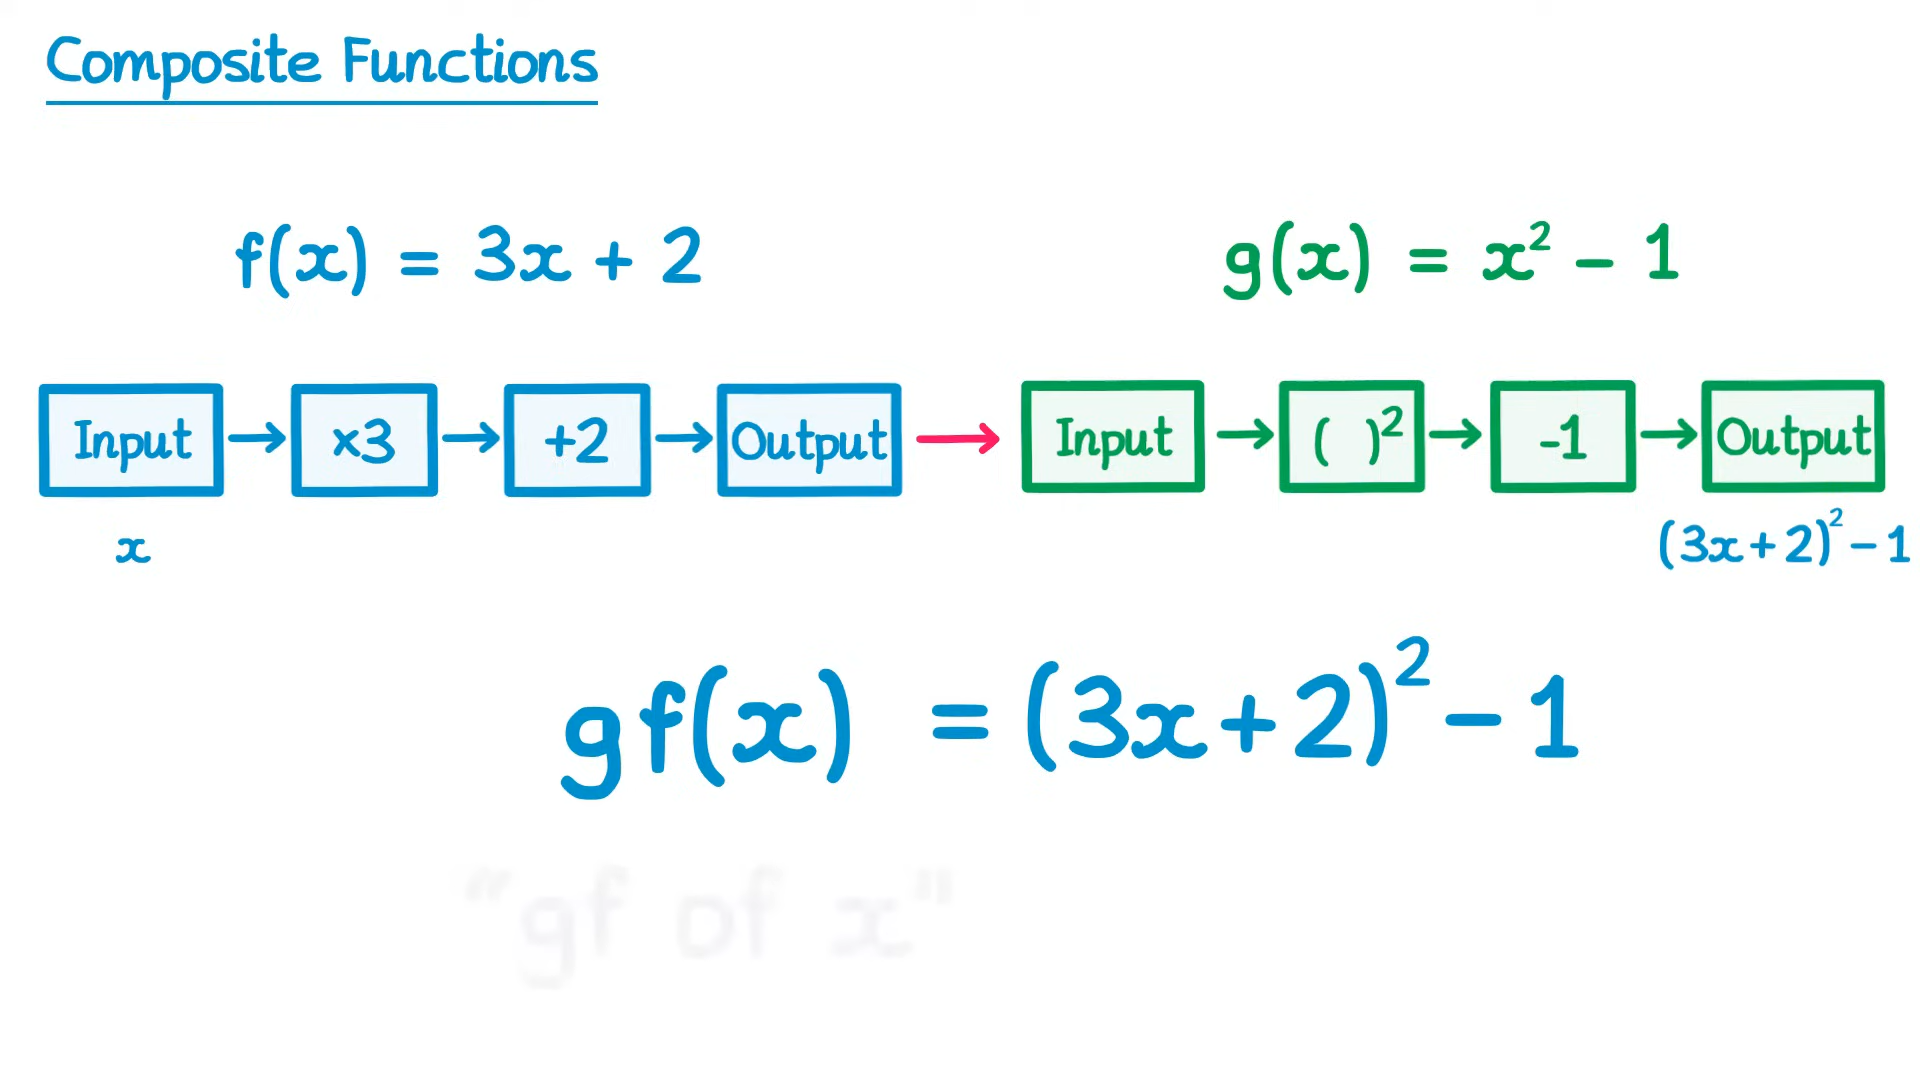 Composite Functions
f(x) = 3x + 2
g(x) = x² − 1
Input → ×3 → +2 → Output → Input → ( )² → -1 → Output
x
(3x+2)² − 1
gf(x) = (3x+2)² − 1
"gf of x"